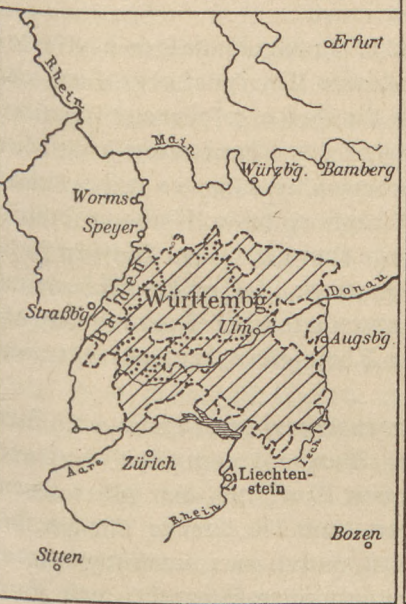 Erfurt
Rhein
Main
Würzbg.
Bamberg
Worms
Speyer
Baden
Württembg.
Donau
Straßbg
Ulm
Augsbg.
Lech
Aare
Zürich
Liechten-
stein
Rhein
Bozen
Sitten